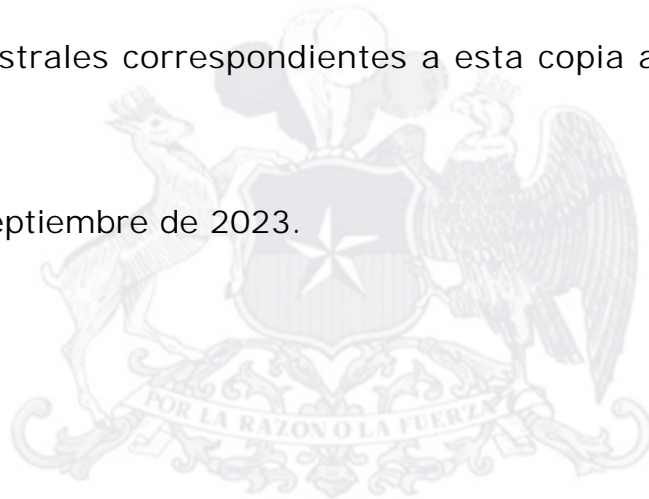 strales correspondientes a esta copia a
eptiembre de 2023.
POR LA RAZON O LA FUERZA